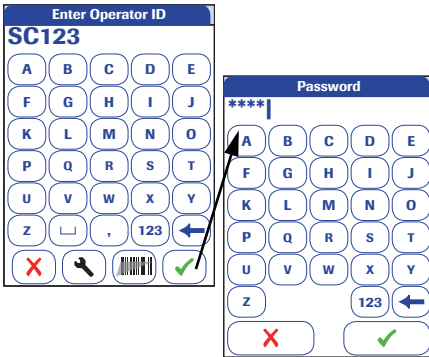 Enter Operator ID
SC123
A B C D E
F G H I J
K L M N O
P Q R S T
U V W X Y
Z , 123
Password
****
A B C D E
F G H I J
K L M N O
P Q R S T
U V W X Y
Z 123